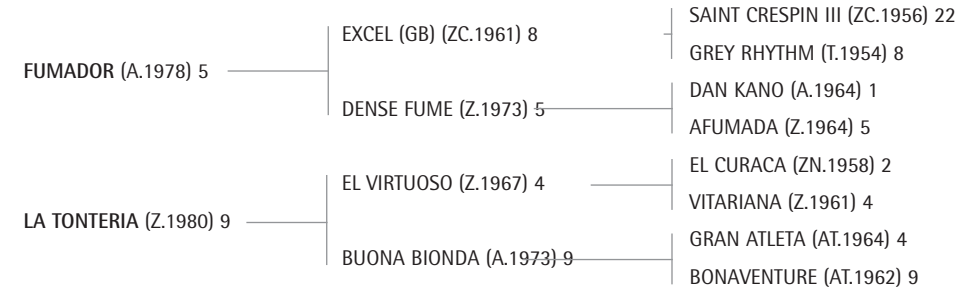 SAINT CRESPIN III (ZC.1956) 22
EXCEL (GB) (ZC.1961) 8
GREY RHYTHM (T.1954) 8
FUMADOR (A.1978) 5
DAN KANO (A.1964) 1
DENSE FUME (Z.1973) 5
AFUMADA (Z.1964) 5
EL CURACA (ZN.1958) 2
EL VIRTUOSO (Z.1967) 4
VITARIANA (Z.1961) 4
LA TONTERIA (Z.1980) 9
GRAN ATLETA (AT.1964) 4
BUONA BIONDA (A.1973) 9
BONAVENTURE (AT.1962) 9